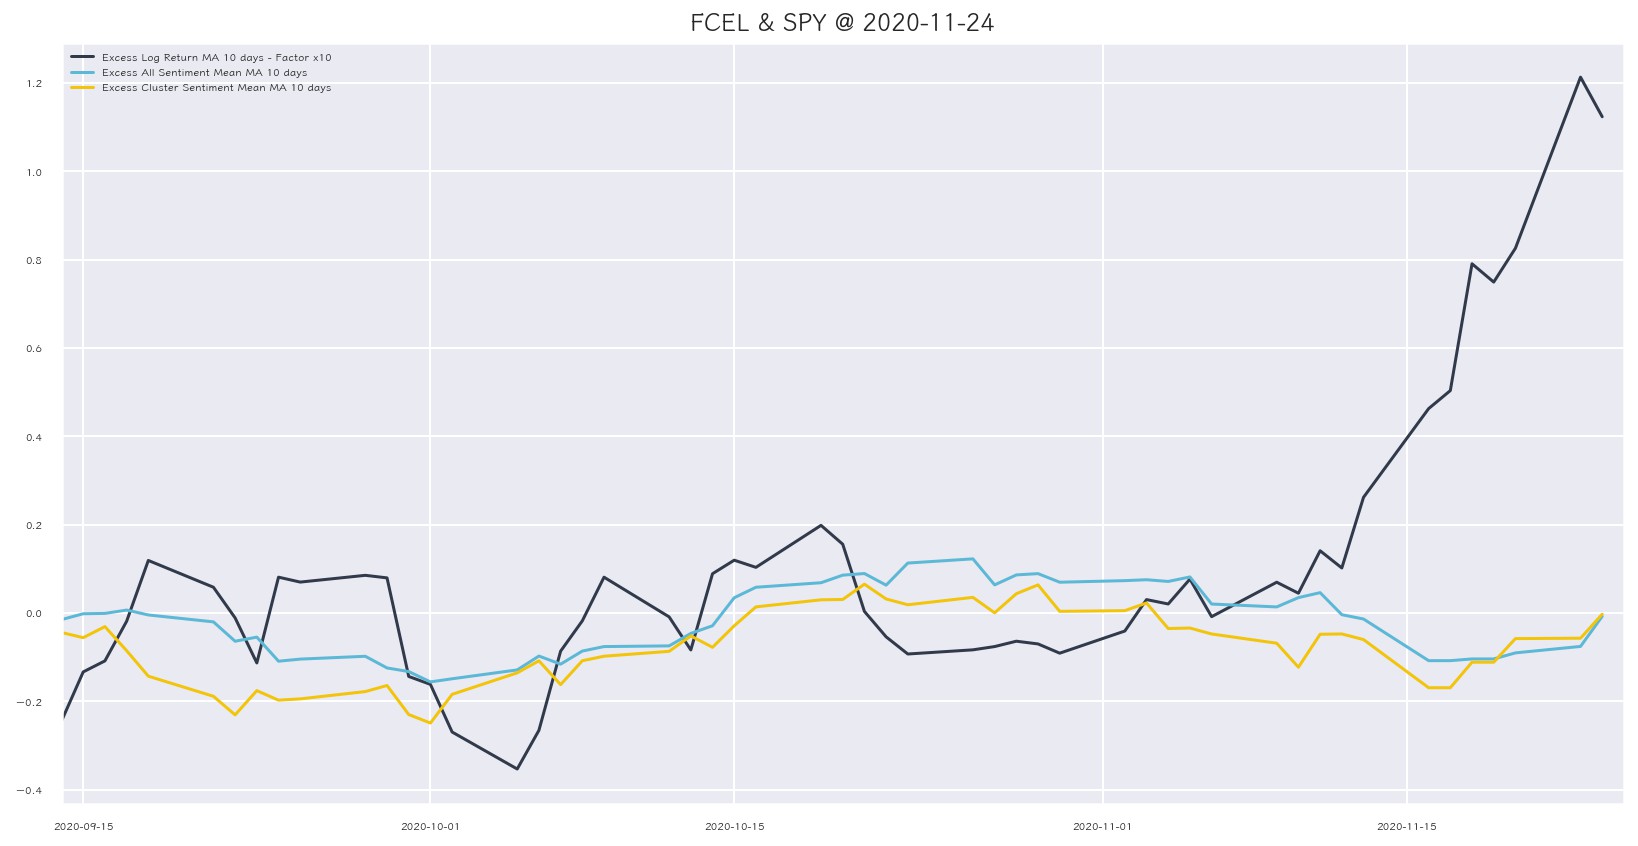 FCEL & SPY @ 2020-11-24
Excess Log Return MA 10 days - Factor x10
Excess All Sentiment Mean MA 10 days
Excess Cluster Sentiment Mean MA 10 days
1.2
1.0
0.8
0.6
0.4
0.2
0.0
−0.2
−0.4
2020-09-15 2020-10-01 2020-10-15 2020-11-01 2020-11-15